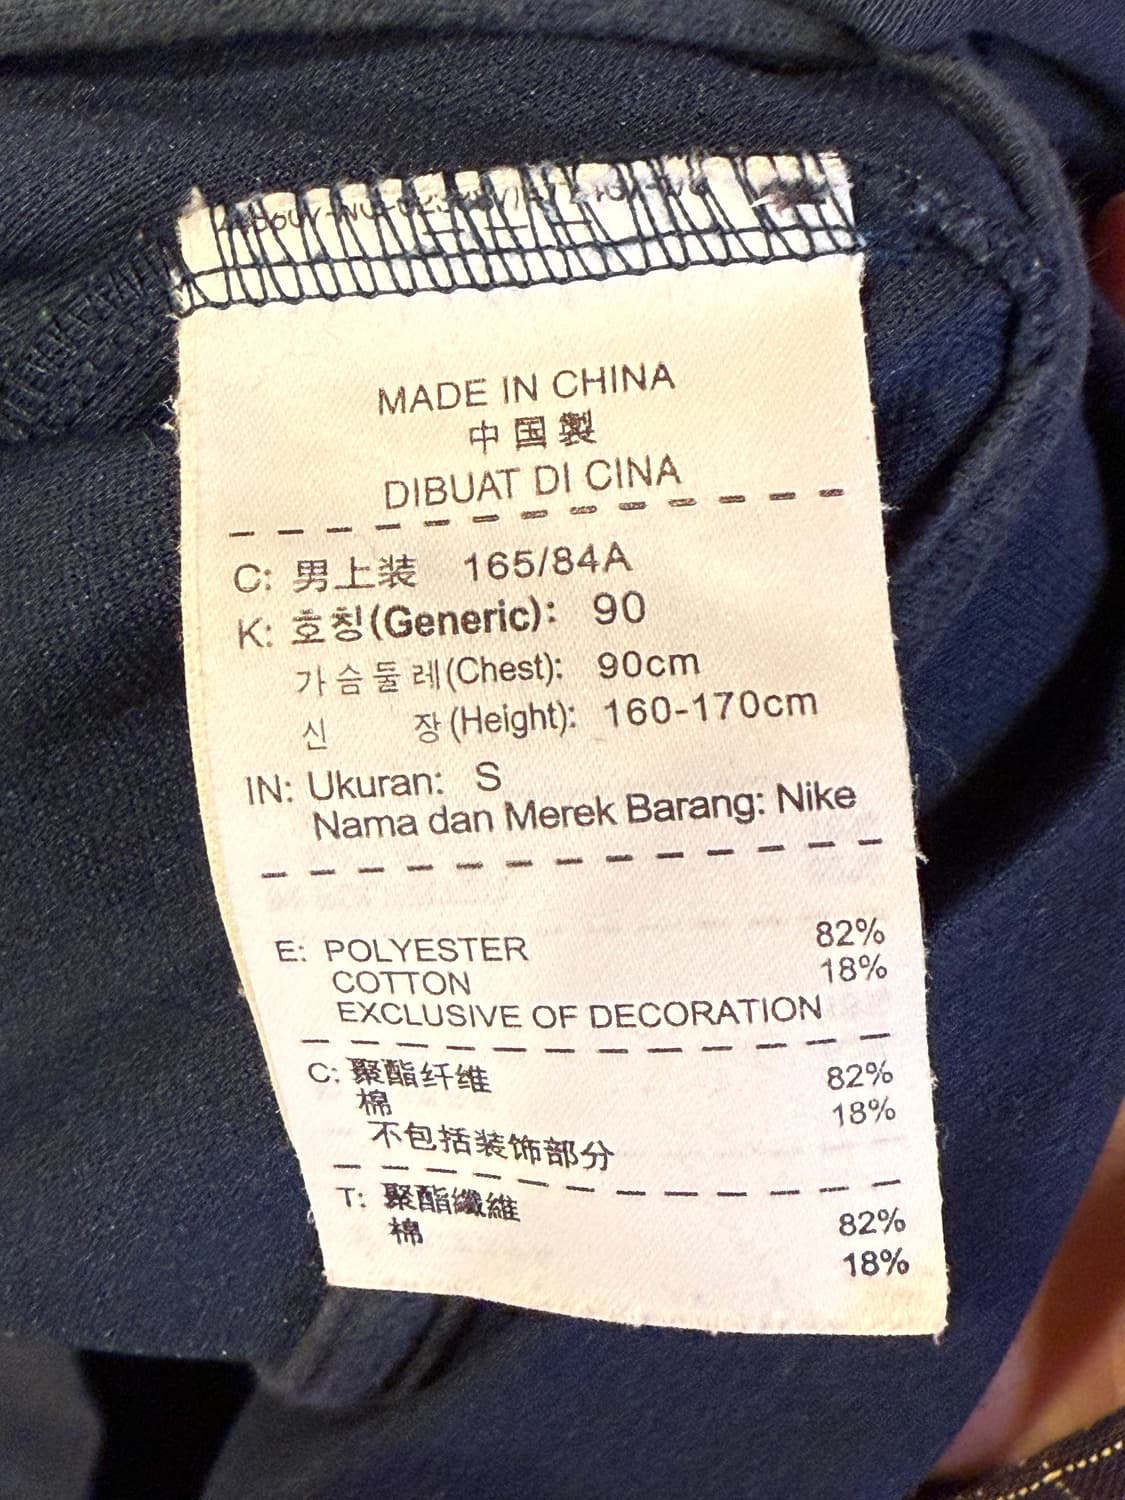 MADE IN CHINA
中国製
DIBUAT DI CINA
C: 男上装 165/84A
K: 호칭(Generic): 90
가슴둘레(Chest): 90cm
신 장(Height): 160-170cm
IN: Ukuran: S
Nama dan Merek Barang: Nike
E: POLYESTER 82%
COTTON 18%
EXCLUSIVE OF DECORATION
C: 聚酯纤维 82%
棉 18%
不包括装饰部分
T: 聚酯纖維 82%
棉 18%